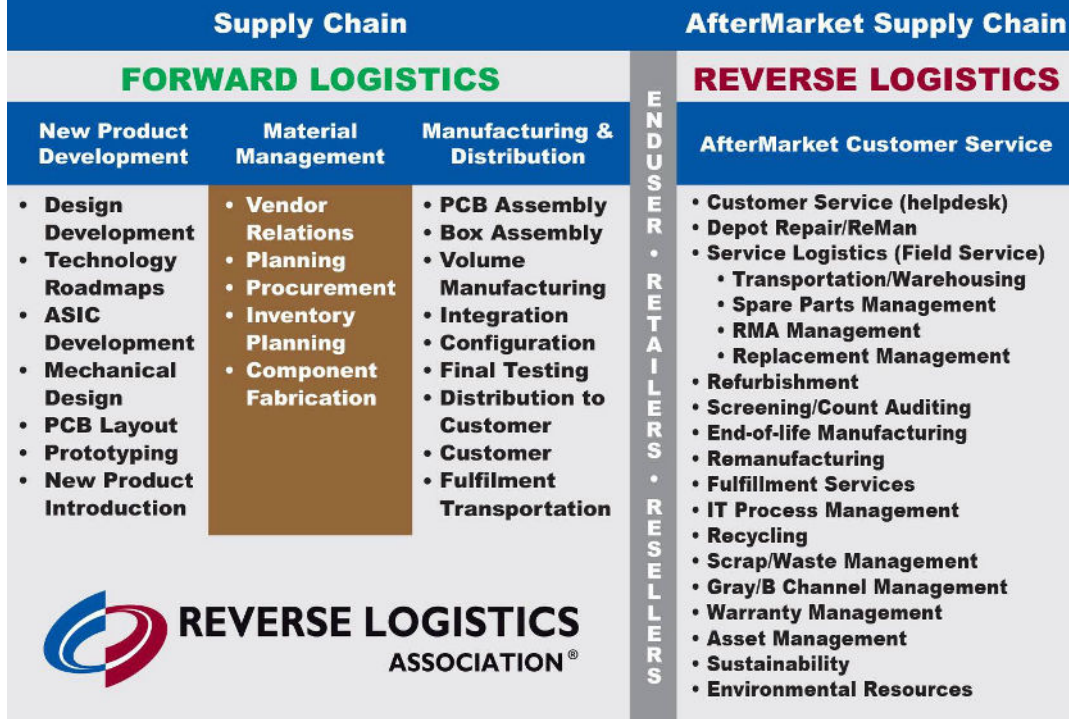 Supply Chain
AfterMarket Supply Chain
FORWARD LOGISTICS
REVERSE LOGISTICS
New Product
Development
Material
Management
Manufacturing &
Distribution
AfterMarket Customer Service
• Design
Development
• Technology
Roadmaps
• ASIC
Development
• Mechanical
Design
• PCB Layout
• Prototyping
• New Product
Introduction
• Vendor
Relations
• Planning
• Procurement
• Inventory
Planning
• Component
Fabrication
• PCB Assembly
• Box Assembly
• Volume
Manufacturing
• Integration
• Configuration
• Final Testing
• Distribution to
Customer
• Customer
• Fulfilment
Transportation
ENDUSER • RETAILERS • RESELLERS
• Customer Service (helpdesk)
• Depot Repair/ReMan
• Service Logistics (Field Service)
• Transportation/Warehousing
• Spare Parts Management
• RMA Management
• Replacement Management
• Refurbishment
• Screening/Count Auditing
• End-of-life Manufacturing
• Remanufacturing
• Fulfillment Services
• IT Process Management
• Recycling
• Scrap/Waste Management
• Gray/B Channel Management
• Warranty Management
• Asset Management
• Sustainability
• Environmental Resources
REVERSE LOGISTICS
ASSOCIATION®